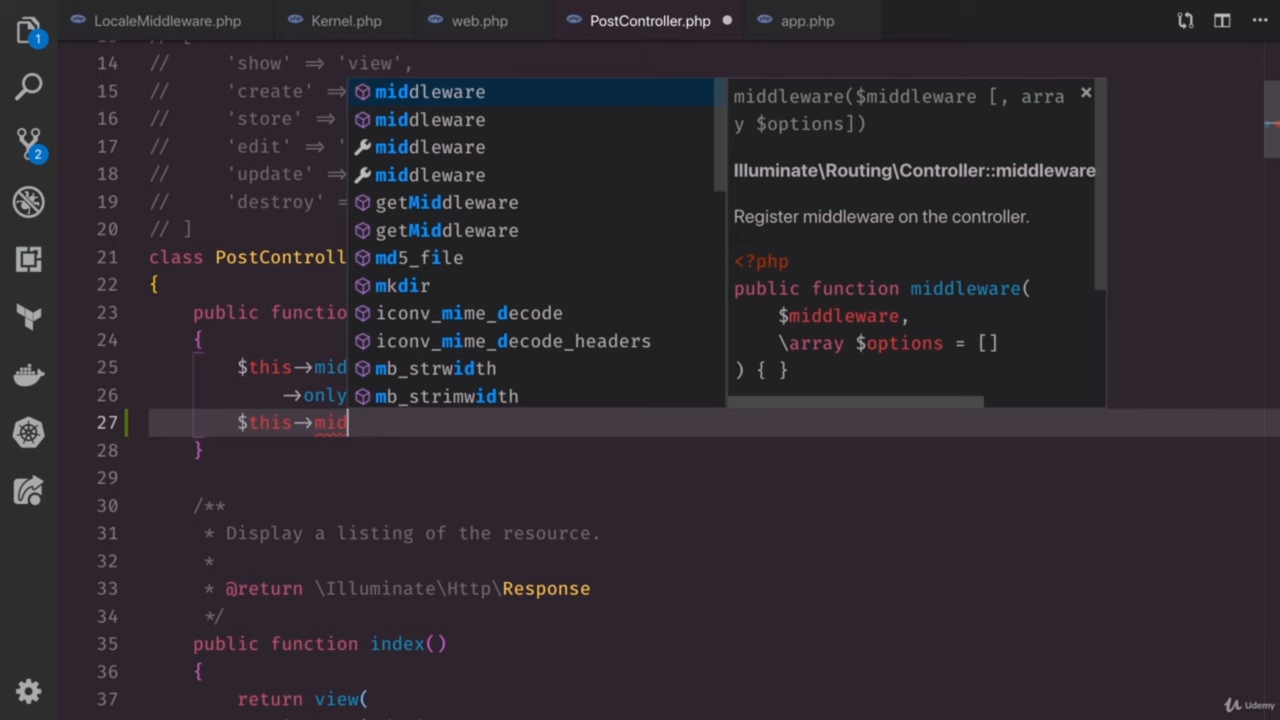 LocaleMiddleware.php
Kernel.php
web.php
PostController.php
app.php
1
2
14 //     'show' => 'view',
15 //     'create' =>
16 //     'store' =>
17 //     'edit' => '
18 //     'update' =>
19 //     'destroy' =
20 // ]
21 class PostControll
22 {
23     public functio
24     {
25         $this->mid
26             ->only
27         $this->mid
28     }
29
30     /**
31      * Display a listing of the resource.
32      *
33      * @return \Illuminate\Http\Response
34      */
35     public function index()
36     {
37         return view(
middleware
middleware
middleware
middleware
getMiddleware
getMiddleware
md5_file
mkdir
iconv_mime_decode
iconv_mime_decode_headers
mb_strwidth
mb_strimwidth
middleware($middleware [, arra
y $options])
Illuminate\Routing\Controller::middleware
Register middleware on the controller.
<?php
public function middleware(
    $middleware,
    \array $options = []
) { }
Udemy